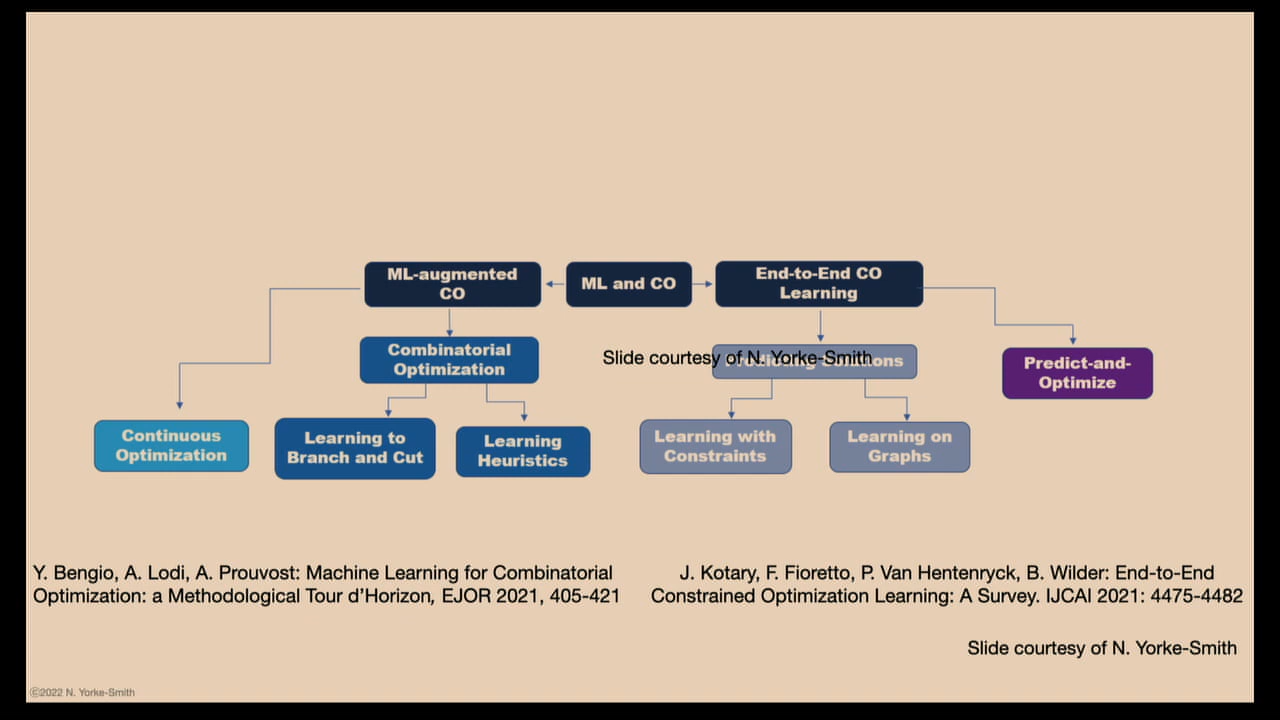 ML-augmented
CO
ML and CO
End-to-End CO
Learning
Combinatorial
Optimization
Slide courtesy of N. Yorke-Smith
Predict-and-
Optimize
Continuous
Optimization
Learning to
Branch and Cut
Learning
Heuristics
Learning with
Constraints
Learning on
Graphs
Y. Bengio, A. Lodi, A. Prouvost: Machine Learning for Combinatorial
Optimization: a Methodological Tour d’Horizon, EJOR 2021, 405-421
J. Kotary, F. Fioretto, P. Van Hentenryck, B. Wilder: End-to-End
Constrained Optimization Learning: A Survey. IJCAI 2021: 4475-4482
Slide courtesy of N. Yorke-Smith
©2022 N. Yorke-Smith